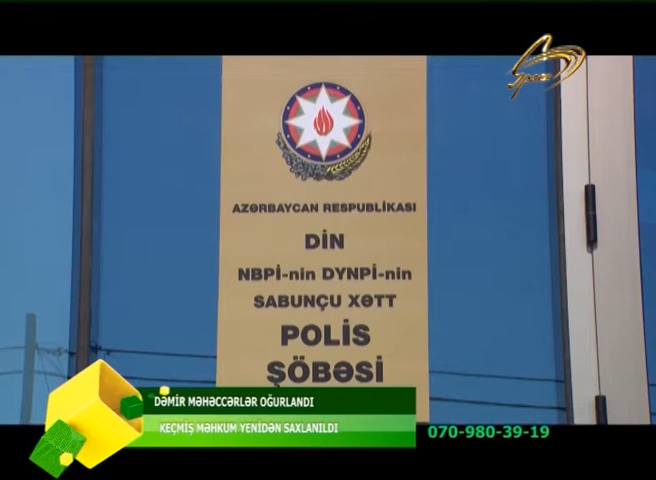 Space
AZƏRBAYCAN RESPUBLİKASI
DİN
NBPİ-nin DYNPİ-nin
SABUNÇU XƏTT
POLİS
ŞÖBƏSİ
DƏMİR MƏHƏCCƏRLƏR OĞURLANDI
KEÇMİŞ MƏHKUM YENİDƏN SAXLANILDI
070-980-39-19